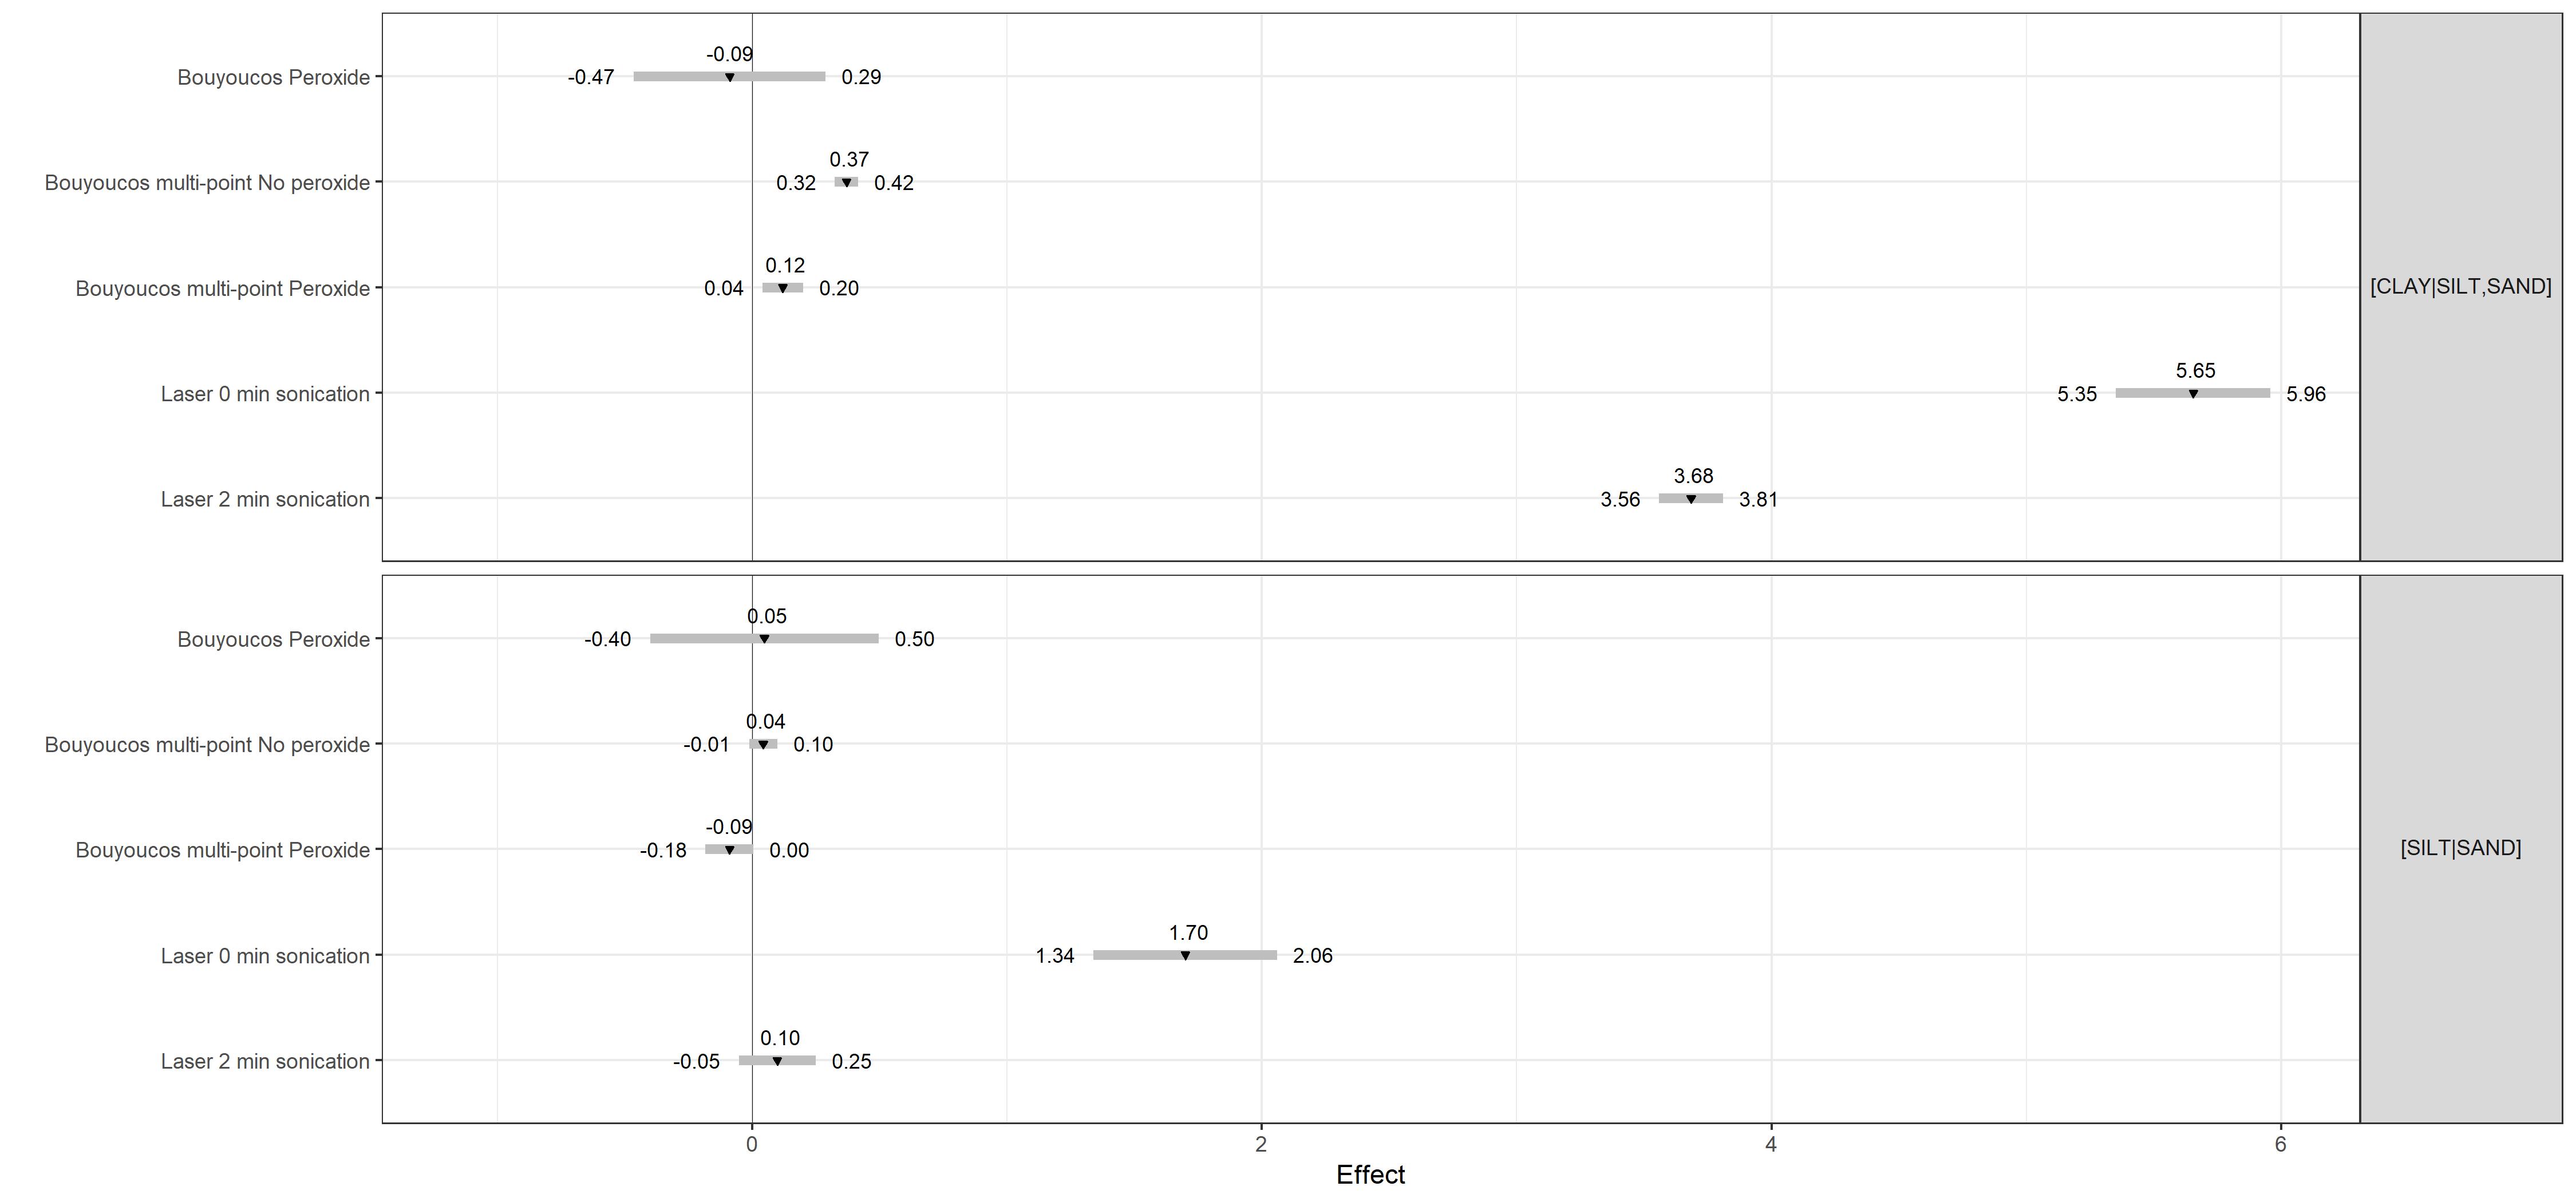 -0.09
Bouyoucos Peroxide -0.47 0.29
0.37
Bouyoucos multi-point No peroxide 0.32 0.42
0.12
Bouyoucos multi-point Peroxide 0.04 0.20
[CLAY|SILT,SAND]
5.65
Laser 0 min sonication 5.35 5.96
3.68
Laser 2 min sonication 3.56 3.81
0.05
Bouyoucos Peroxide -0.40 0.50
0.04
Bouyoucos multi-point No peroxide -0.01 0.10
-0.09
Bouyoucos multi-point Peroxide -0.18 0.00
[SILT|SAND]
1.70
Laser 0 min sonication 1.34 2.06
0.10
Laser 2 min sonication -0.05 0.25
0 2 4 6
Effect